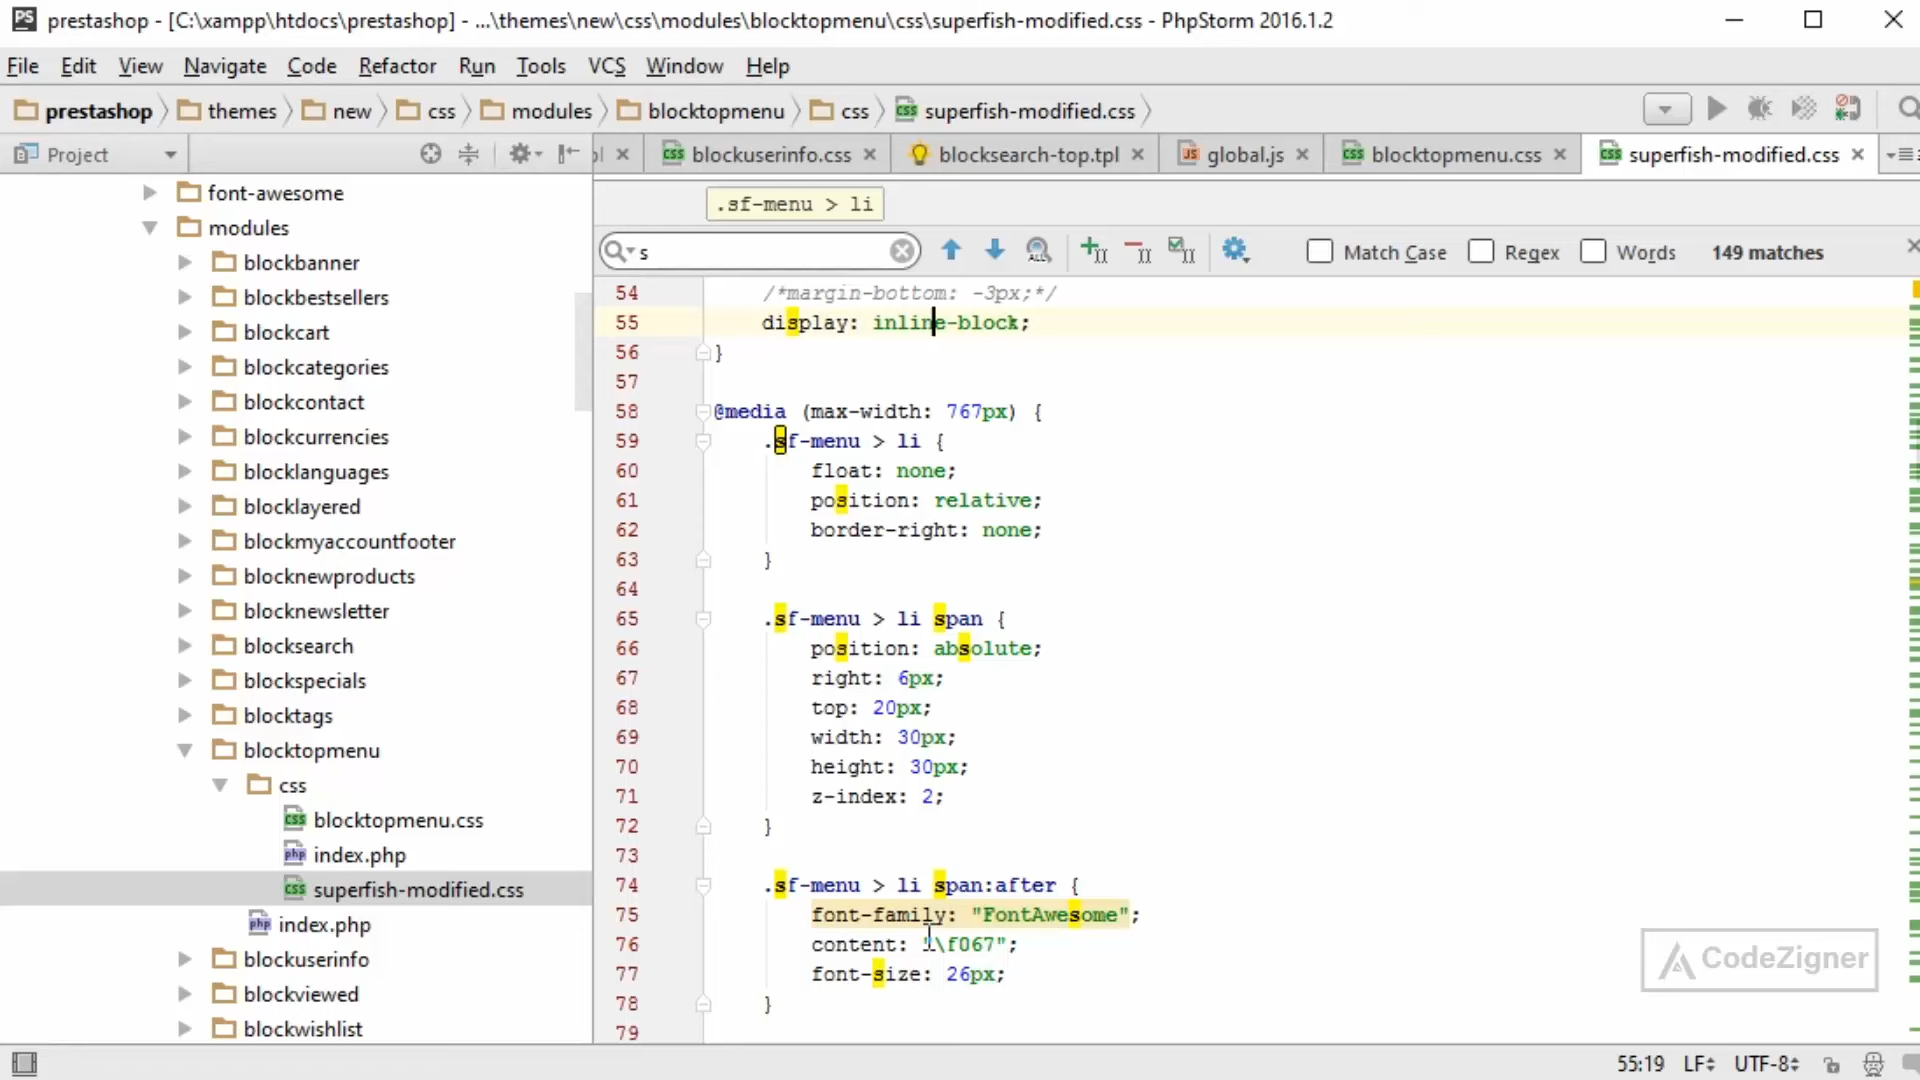 prestashop - [C:\xampp\htdocs\prestashop] - ...\themes\new\css\modules\blocktopmenu\css\superfish-modified.css - PhpStorm 2016.1.2
File Edit View Navigate Code Refactor Run Tools VCS Window Help
prestashop themes new css modules blocktopmenu css superfish-modified.css
Project
blockuserinfo.css blocksearch-top.tpl global.js blocktopmenu.css superfish-modified.css
.sf-menu > li
s Match Case Regex Words 149 matches
font-awesome
modules
blockbanner
blockbestsellers
blockcart
blockcategories
blockcontact
blockcurrencies
blocklanguages
blocklayered
blockmyaccountfooter
blocknewproducts
blocknewsletter
blocksearch
blockspecials
blocktags
blocktopmenu
css
blocktopmenu.css
index.php
superfish-modified.css
index.php
blockuserinfo
blockviewed
blockwishlist
54 /*margin-bottom: -3px;*/
55 display: inline-block;
56 }
57
58 @media (max-width: 767px) {
59 .sf-menu > li {
60 float: none;
61 position: relative;
62 border-right: none;
63 }
64
65 .sf-menu > li span {
66 position: absolute;
67 right: 6px;
68 top: 20px;
69 width: 30px;
70 height: 30px;
71 z-index: 2;
72 }
73
74 .sf-menu > li span:after {
75 font-family: "FontAwesome";
76 content: "\f067";
77 font-size: 26px;
78 }
79
CodeZigner
55:19 LF UTF-8